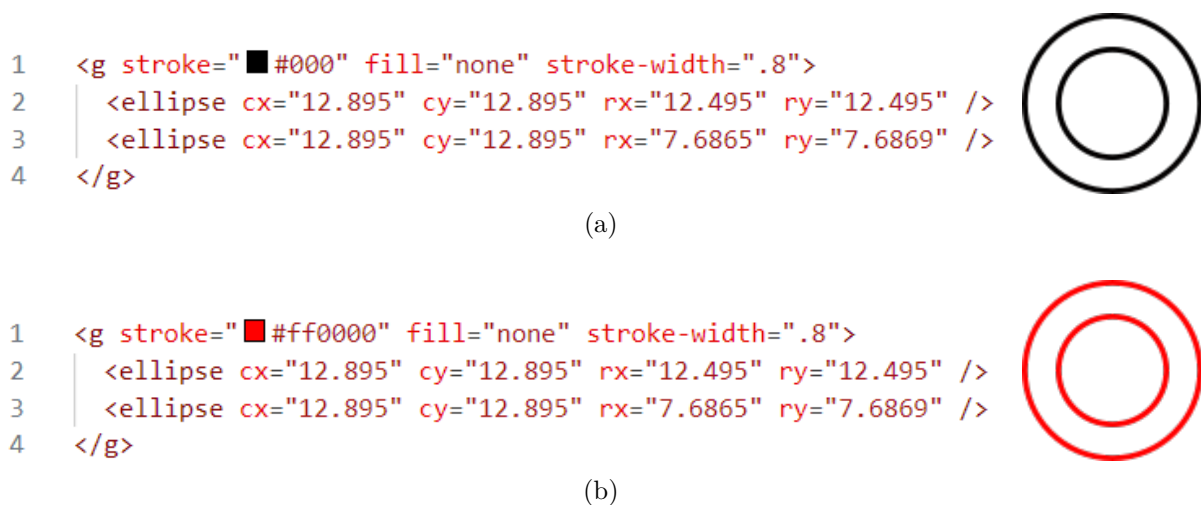 1 <g stroke="#000" fill="none" stroke-width=".8">
2 <ellipse cx="12.895" cy="12.895" rx="12.495" ry="12.495" />
3 <ellipse cx="12.895" cy="12.895" rx="7.6865" ry="7.6869" />
4 </g>
(a)
1 <g stroke="#ff0000" fill="none" stroke-width=".8">
2 <ellipse cx="12.895" cy="12.895" rx="12.495" ry="12.495" />
3 <ellipse cx="12.895" cy="12.895" rx="7.6865" ry="7.6869" />
4 </g>
(b)